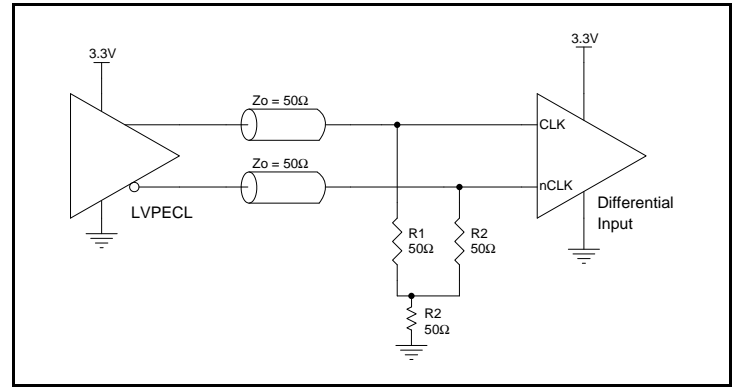 3.3V
3.3V
Zo = 50Ω
CLK
Zo = 50Ω
nCLK
LVPECL
Differential
Input
R1
50Ω
R2
50Ω
R2
50Ω